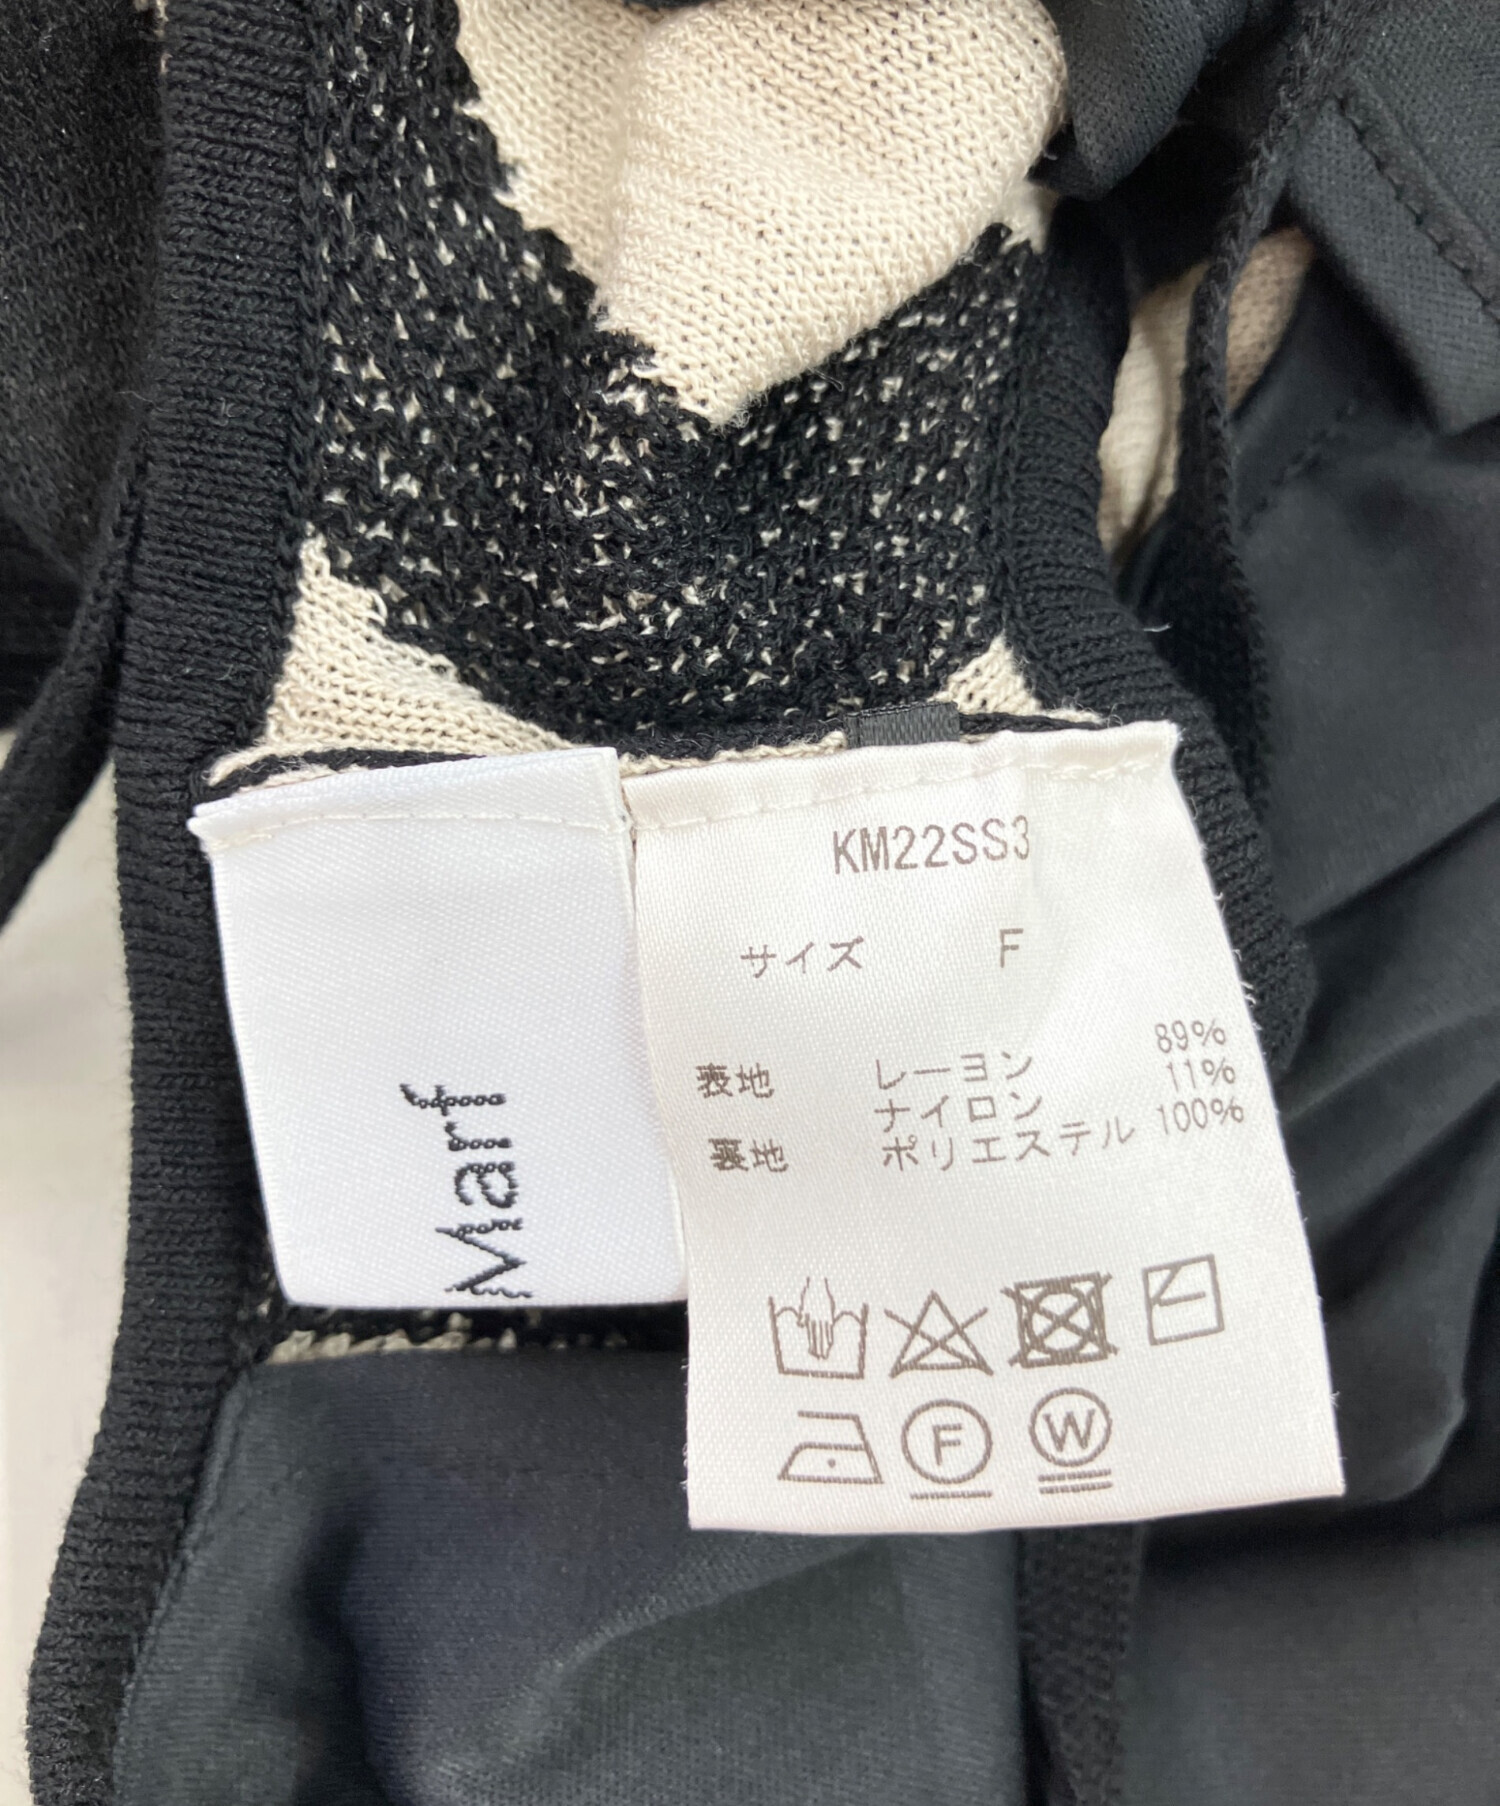 Marf
KM22SS3
サイズ F
表地 レーヨン 89%
ナイロン 11%
裏地 ポリエステル 100%
F W